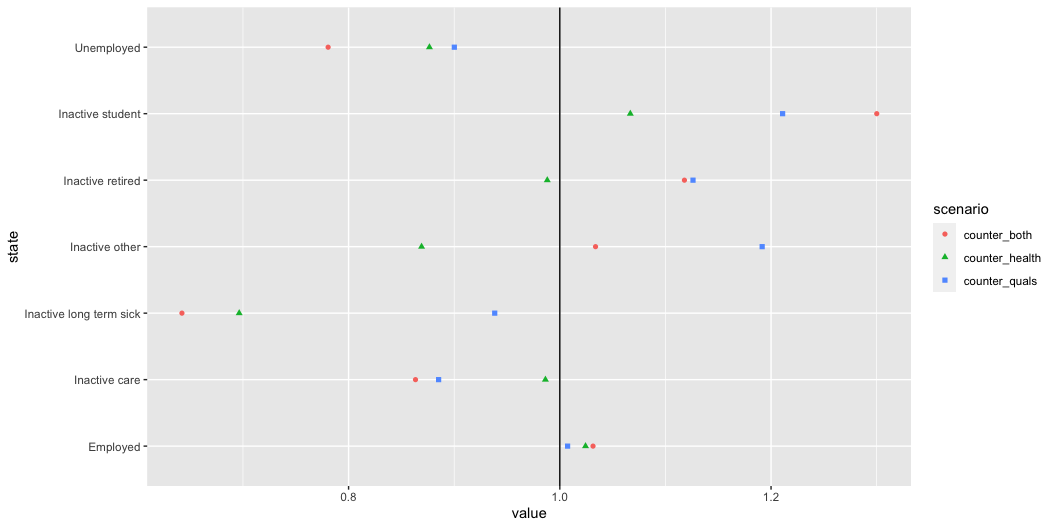 state
Unemployed
Inactive student
Inactive retired
Inactive other
Inactive long term sick
Inactive care
Employed
0.8 1.0 1.2
value
scenario
counter_both
counter_health
counter_quals